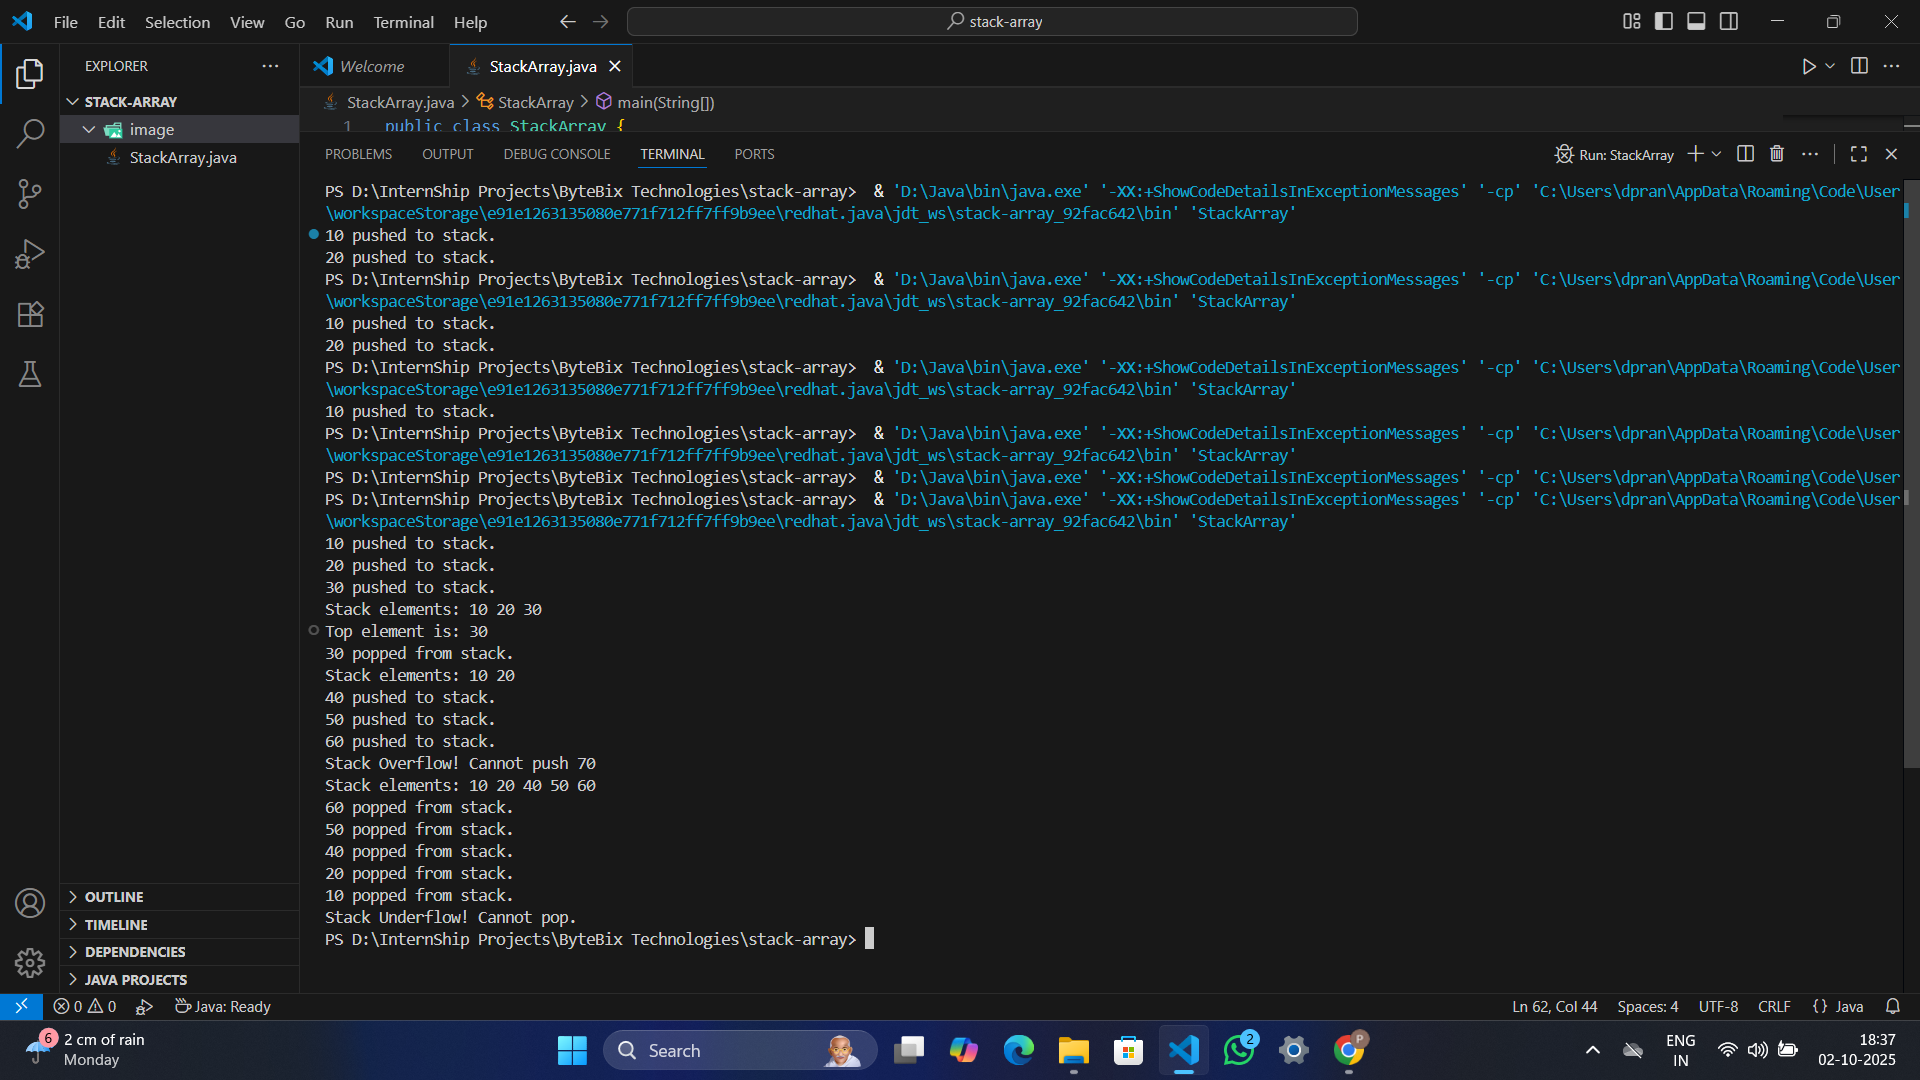 File Edit Selection View Go Run Terminal Help
stack-array
EXPLORER
STACK-ARRAY
image
StackArray.java
OUTLINE
TIMELINE
DEPENDENCIES
JAVA PROJECTS
Welcome
StackArray.java
StackArray.java > StackArray > main(String[])
1 public class StackArray {
PROBLEMS OUTPUT DEBUG CONSOLE TERMINAL PORTS
Run: StackArray
PS D:\InternShip Projects\ByteBix Technologies\stack-array>  & 'D:\Java\bin\java.exe' '-XX:+ShowCodeDetailsInExceptionMessages' '-cp' 'C:\Users\dpran\AppData\Roaming\Code\User
\workspaceStorage\e91e1263135080e771f712ff7ff9b9ee\redhat.java\jdt_ws\stack-array_92fac642\bin' 'StackArray'
10 pushed to stack.
20 pushed to stack.
PS D:\InternShip Projects\ByteBix Technologies\stack-array>  & 'D:\Java\bin\java.exe' '-XX:+ShowCodeDetailsInExceptionMessages' '-cp' 'C:\Users\dpran\AppData\Roaming\Code\User
\workspaceStorage\e91e1263135080e771f712ff7ff9b9ee\redhat.java\jdt_ws\stack-array_92fac642\bin' 'StackArray'
10 pushed to stack.
20 pushed to stack.
PS D:\InternShip Projects\ByteBix Technologies\stack-array>  & 'D:\Java\bin\java.exe' '-XX:+ShowCodeDetailsInExceptionMessages' '-cp' 'C:\Users\dpran\AppData\Roaming\Code\User
\workspaceStorage\e91e1263135080e771f712ff7ff9b9ee\redhat.java\jdt_ws\stack-array_92fac642\bin' 'StackArray'
10 pushed to stack.
PS D:\InternShip Projects\ByteBix Technologies\stack-array>  & 'D:\Java\bin\java.exe' '-XX:+ShowCodeDetailsInExceptionMessages' '-cp' 'C:\Users\dpran\AppData\Roaming\Code\User
\workspaceStorage\e91e1263135080e771f712ff7ff9b9ee\redhat.java\jdt_ws\stack-array_92fac642\bin' 'StackArray'
PS D:\InternShip Projects\ByteBix Technologies\stack-array>  & 'D:\Java\bin\java.exe' '-XX:+ShowCodeDetailsInExceptionMessages' '-cp' 'C:\Users\dpran\AppData\Roaming\Code\User
PS D:\InternShip Projects\ByteBix Technologies\stack-array>  & 'D:\Java\bin\java.exe' '-XX:+ShowCodeDetailsInExceptionMessages' '-cp' 'C:\Users\dpran\AppData\Roaming\Code\User
\workspaceStorage\e91e1263135080e771f712ff7ff9b9ee\redhat.java\jdt_ws\stack-array_92fac642\bin' 'StackArray'
10 pushed to stack.
20 pushed to stack.
30 pushed to stack.
Stack elements: 10 20 30
Top element is: 30
30 popped from stack.
Stack elements: 10 20
40 pushed to stack.
50 pushed to stack.
60 pushed to stack.
Stack Overflow! Cannot push 70
Stack elements: 10 20 40 50 60
60 popped from stack.
50 popped from stack.
40 popped from stack.
20 popped from stack.
10 popped from stack.
Stack Underflow! Cannot pop.
PS D:\InternShip Projects\ByteBix Technologies\stack-array>
0 0 Java: Ready
Ln 62, Col 44 Spaces: 4 UTF-8 CRLF {} Java
6 2 cm of rain
Monday
Search
2
P
ENG
IN
18:37
02-10-2025